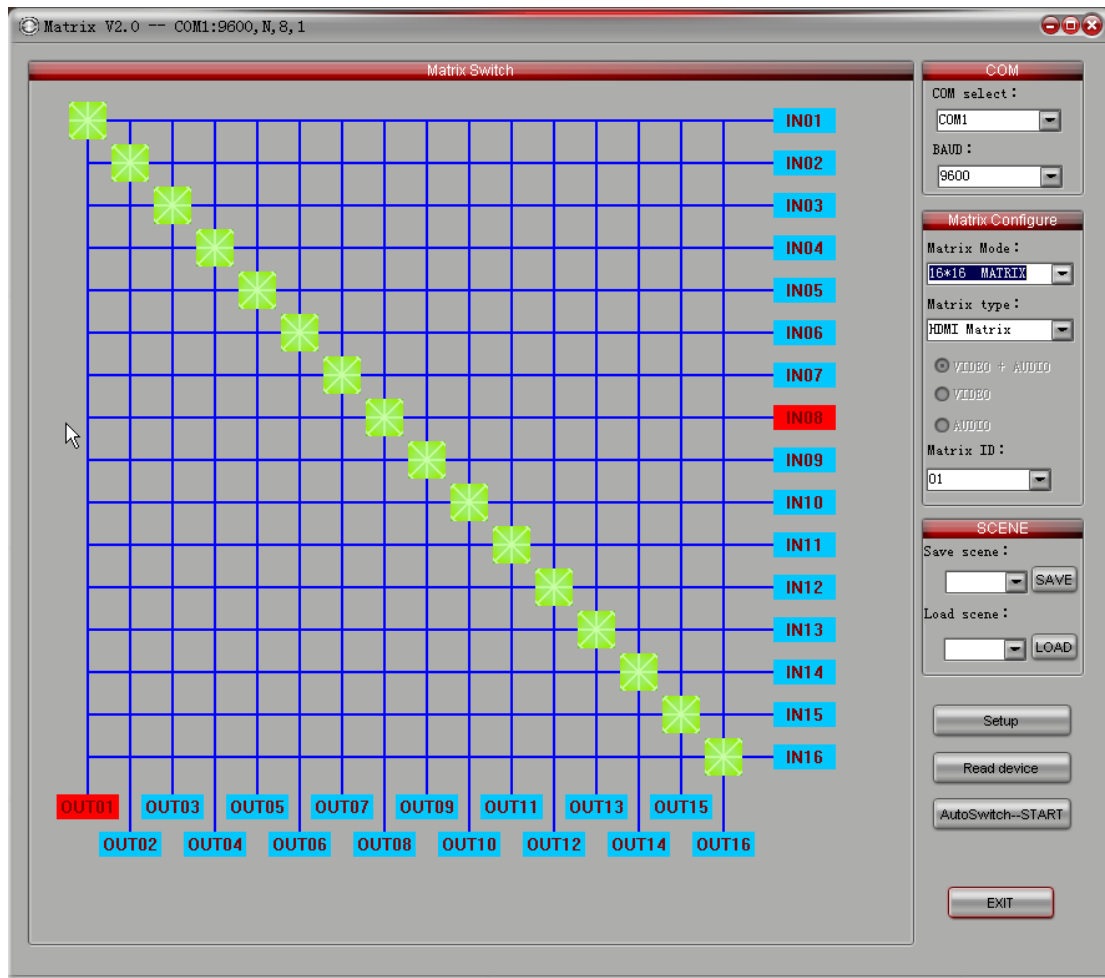 Matrix V2.0 -- COM1:9600,N,8,1
Matrix Switch
IN01
IN02
IN03
IN04
IN05
IN06
IN07
IN08
IN09
IN10
IN11
IN12
IN13
IN14
IN15
IN16
OUT01 OUT03 OUT05 OUT07 OUT09 OUT11 OUT13 OUT15
OUT02 OUT04 OUT06 OUT08 OUT10 OUT12 OUT14 OUT16
COM
COM select:
COM1
BAUD:
9600
Matrix Configure
Matrix Mode:
16*16 MATRIX
Matrix type:
HDMI Matrix
VIDEO + AUDIO
VIDEO
AUDIO
Matrix ID:
01
SCENE
Save scene:
SAVE
Load scene:
LOAD
Setup
Read device
AutoSwitch--START
EXIT